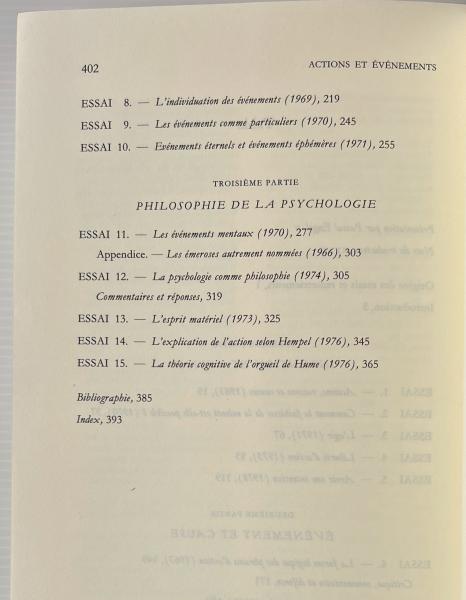 402
ACTIONS ET ÉVÉNEMENTS
ESSAI 8. — L'individuation des événements (1969), 219
ESSAI 9. — Les événements comme particuliers (1970), 245
ESSAI 10. — Evénements éternels et événements éphémères (1971), 255
TROISIÈME PARTIE
PHILOSOPHIE DE LA PSYCHOLOGIE
ESSAI 11. — Les événements mentaux (1970), 277
Appendice. — Les émeroses autrement nommées (1966), 303
ESSAI 12. — La psychologie comme philosophie (1974), 305
Commentaires et réponses, 319
ESSAI 13. — L'esprit matériel (1973), 325
ESSAI 14. — L'explication de l'action selon Hempel (1976), 345
ESSAI 15. — La théorie cognitive de l'orgueil de Hume (1976), 365
Bibliographie, 385
Index, 393